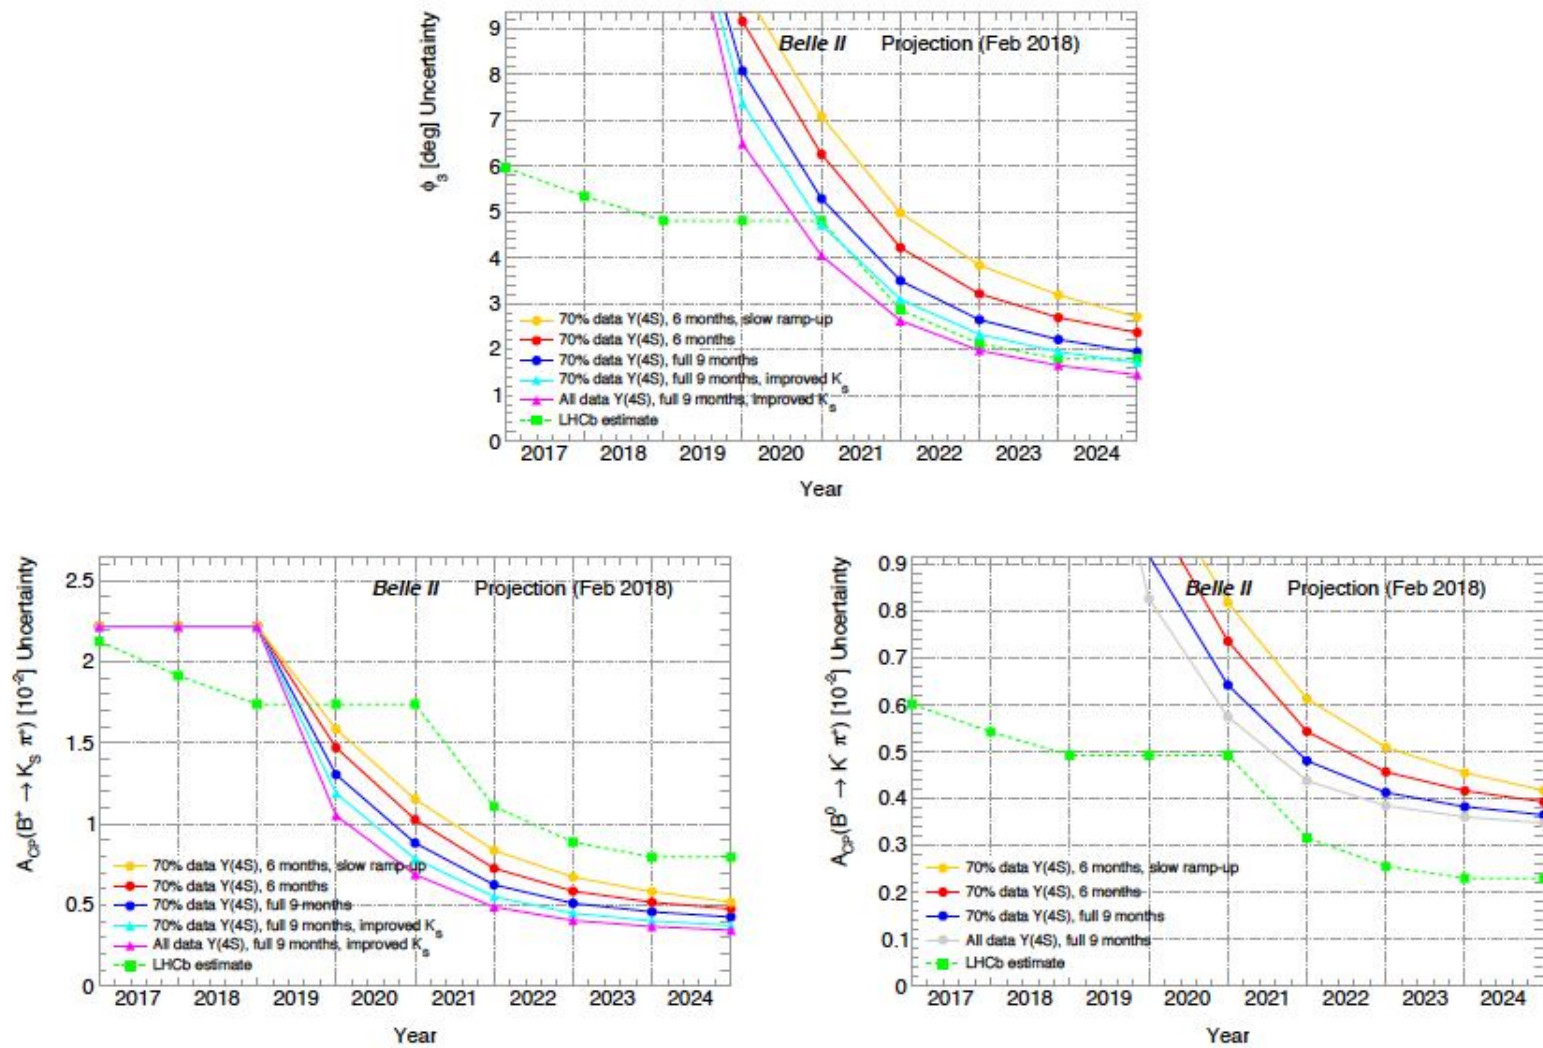 Belle II Projection (Feb 2018)
ϕ₃ [deg] Uncertainty
9
8
7
6
5
4
3
2
1
0
70% data Y(4S), 6 months, slow ramp-up
70% data Y(4S), 6 months
70% data Y(4S), full 9 months
70% data Y(4S), full 9 months, improved Kₛ
All data Y(4S), full 9 months, improved Kₛ
LHCb estimate
2017 2018 2019 2020 2021 2022 2023 2024
Year
Belle II Projection (Feb 2018)
A_CP(B⁺ → K_S π⁺) [10⁻²] Uncertainty
2.5
2
1.5
1
0.5
0
70% data Y(4S), 6 months, slow ramp-up
70% data Y(4S), 6 months
70% data Y(4S), full 9 months
70% data Y(4S), full 9 months, improved Kₛ
All data Y(4S), full 9 months, improved Kₛ
LHCb estimate
2017 2018 2019 2020 2021 2022 2023 2024
Year
Belle II Projection (Feb 2018)
A_CP(B⁰ → K⁻ π⁺) [10⁻²] Uncertainty
0.9
0.8
0.7
0.6
0.5
0.4
0.3
0.2
0.1
0
70% data Y(4S), 6 months, slow ramp-up
70% data Y(4S), 6 months
70% data Y(4S), full 9 months
All data Y(4S), full 9 months
LHCb estimate
2017 2018 2019 2020 2021 2022 2023 2024
Year